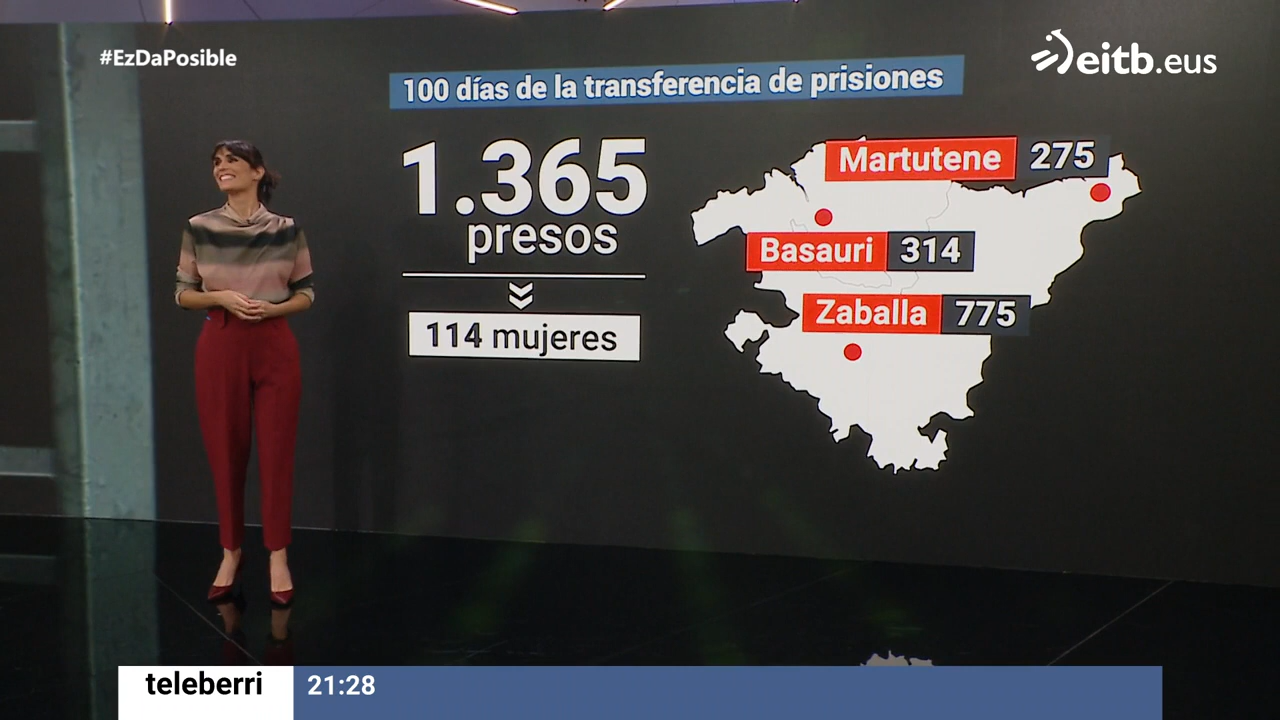 #EzDaPosible
eitb.eus
100 días de la transferencia de prisiones
1.365
presos
114 mujeres
Martutene 275
Basauri 314
Zaballa 775
teleberri 21:28